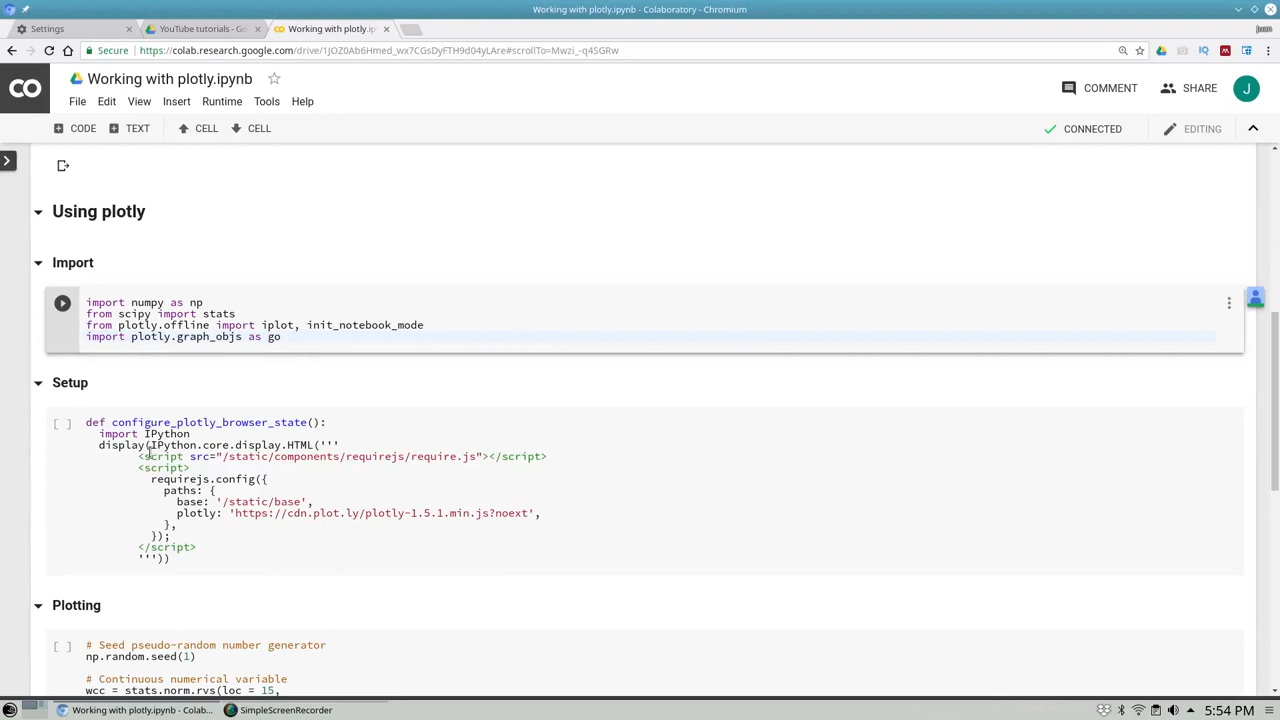 Working with plotly.ipynb - Colaboratory - Chromium
Settings
YouTube tutorials - Go
Working with plotly.ip
juan
Secure
https://colab.research.google.com/drive/1JOZ0Ab6Hmed_wx7CGsDyFTH9d04yLAre#scrollTo=Mwzi_-q4SGRw
IQ
CO
Working with plotly.ipynb
File Edit View Insert Runtime Tools Help
COMMENT
SHARE
J
CODE
TEXT
CELL
CELL
CONNECTED
EDITING
Using plotly
Import
import numpy as np
from scipy import stats
from plotly.offline import iplot, init_notebook_mode
import plotly.graph_objs as go
Setup
[ ]
def configure_plotly_browser_state():
import IPython
display(IPython.core.display.HTML('''
<script src="/static/components/requirejs/require.js"></script>
<script>
requirejs.config({
paths: {
base: '/static/base',
plotly: 'https://cdn.plot.ly/plotly-1.5.1.min.js?noext',
},
});
</script>
'''))
Plotting
[ ]
# Seed pseudo-random number generator
np.random.seed(1)
# Continuous numerical variable
wcc = stats.norm.rvs(loc = 15,
Working with plotly.ipynb - Colab...
SimpleScreenRecorder
5:54 PM